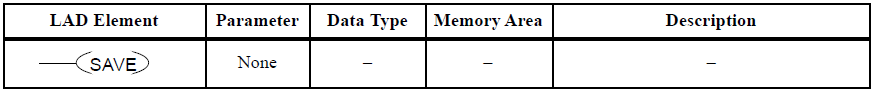 LAD Element Parameter Data Type Memory Area Description
SAVE None – – –